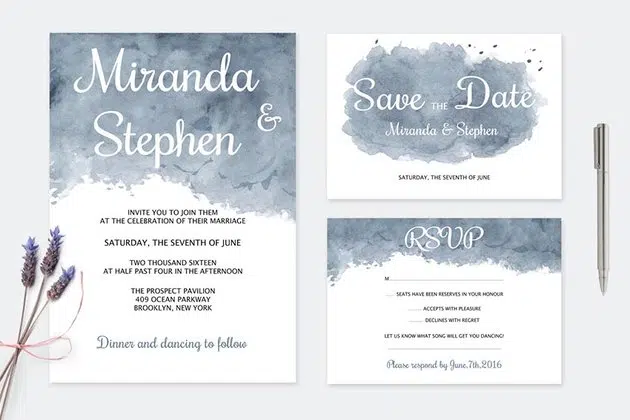 Miranda
&
Stephen
INVITE YOU TO JOIN THEM
AT THE CELEBRATION OF THEIR MARRIAGE
SATURDAY, THE SEVENTH OF JUNE
TWO THOUSAND SIXTEEN
AT HALF PAST FOUR IN THE AFTERNOON
THE PROSPECT PAVILION
409 OCEAN PARKWAY
BROOKLYN, NEW YORK
Dinner and dancing to follow
Save THE Date
Miranda & Stephen
SATURDAY, THE SEVENTH OF JUNE
RSVP
M
SEATS HAVE BEEN RESERVES IN YOUR HONOUR
ACCEPTS WITH PLEASURE
DECLINES WITH REGRET
LET US KNOW WHAT SONG WILL GET YOU DANCING!
Please respond by June.7th,2016